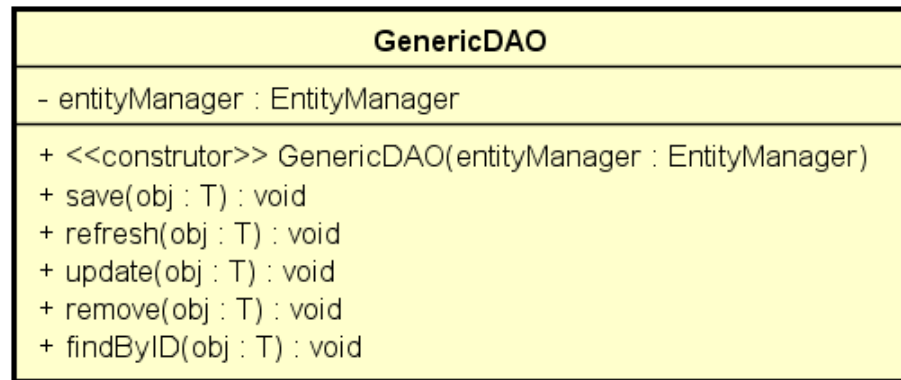 GenericDAO
- entityManager : EntityManager
+ <<construtor>> GenericDAO(entityManager : EntityManager)
+ save(obj : T) : void
+ refresh(obj : T) : void
+ update(obj : T) : void
+ remove(obj : T) : void
+ findByID(obj : T) : void